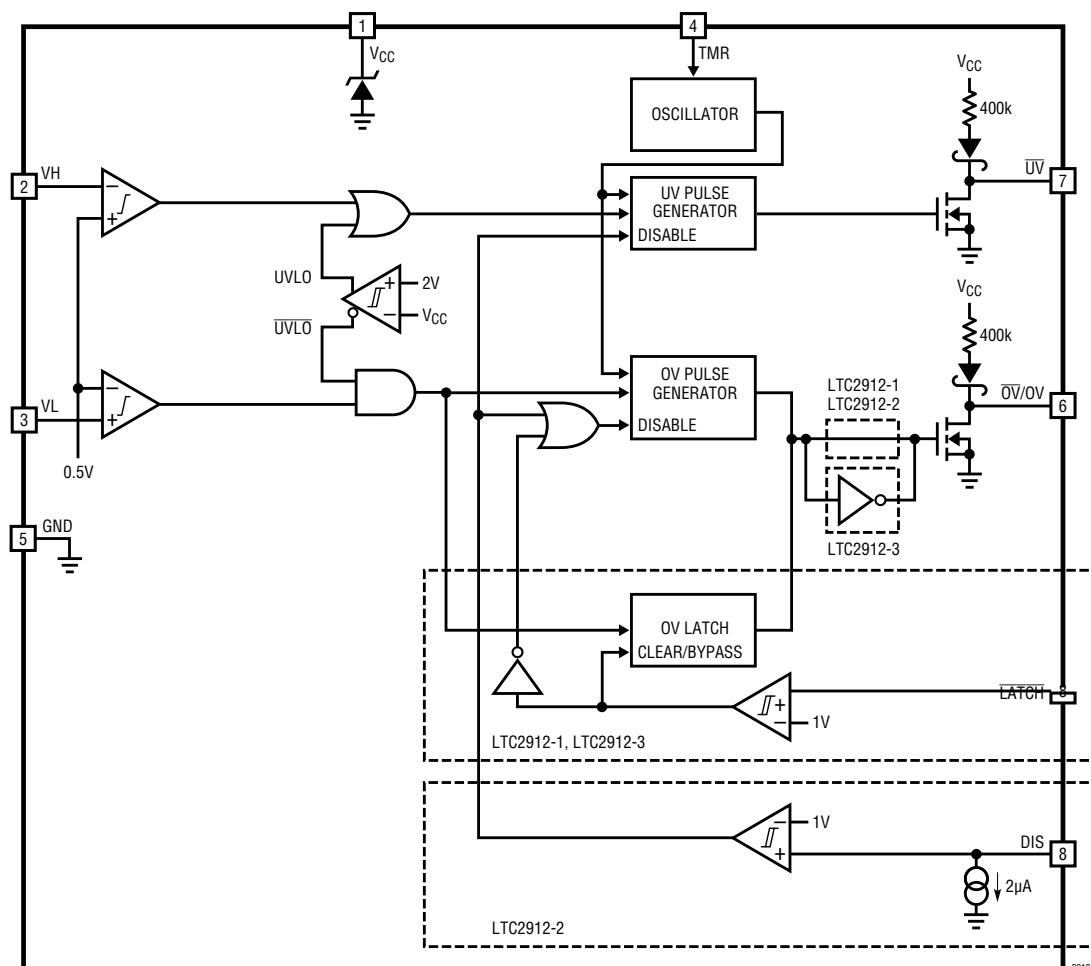 1
4
VCC
TMR
VCC
400k
OSCILLATOR
2
VH
−
+
UV PULSE
GENERATOR
DISABLE
UV
7
UVLO
+
2V
−
VCC
UVLO
VCC
400k
−
+
OV PULSE
GENERATOR
DISABLE
LTC2912-1
LTC2912-2
OV/OV
6
3
VL
0.5V
5
GND
LTC2912-3
OV LATCH
CLEAR/BYPASS
LATCH
+
−
1V
LTC2912-1, LTC2912-3
−
1V
+
DIS
8
2µA
LTC2912-2